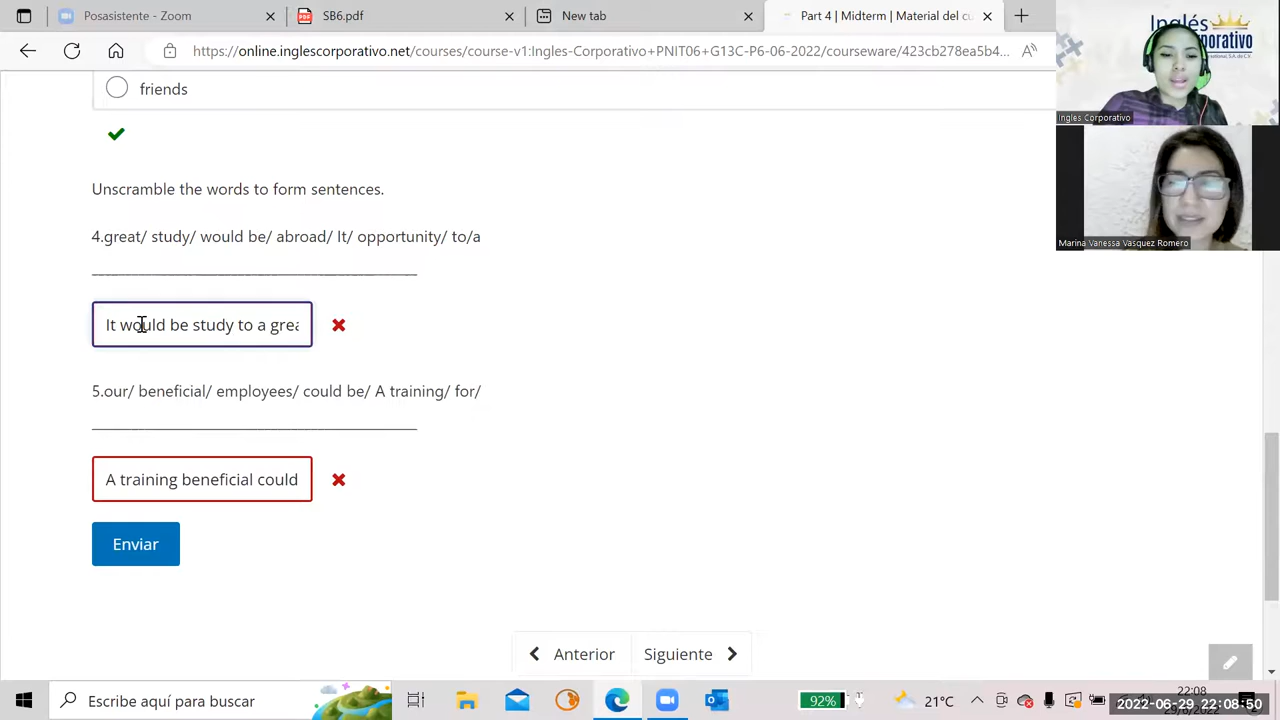 Posasistente - Zoom
SB6.pdf
New tab
Part 4 | Midterm | Material del cu
https://online.inglescorporativo.net/courses/course-v1:Ingles-Corporativo+PNIT06+G13C-P6-06-2022/courseware/423cb278ea5b4...
Inglés
rporativo
Ingles Corporativo
Marina Vanessa Vasquez Romero
friends
Unscramble the words to form sentences.
4.great/ study/ would be/ abroad/ It/ opportunity/ to/a
It would be study to a grea
5.our/ beneficial/ employees/ could be/ A training/ for/
A training beneficial could
Enviar
Anterior
Siguiente
Escribe aquí para buscar
92%
21°C
22:08
2022-06-29 22:08:50